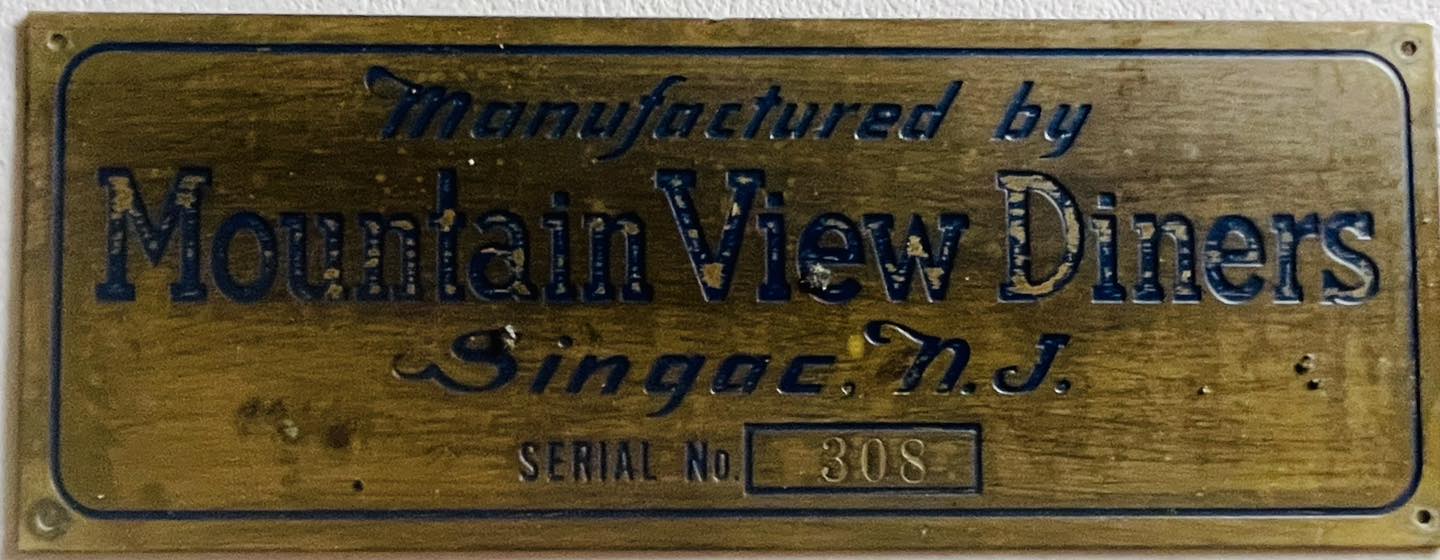 Manufactured by
Mountain View Diners
Singac, N.J.
SERIAL No. 308